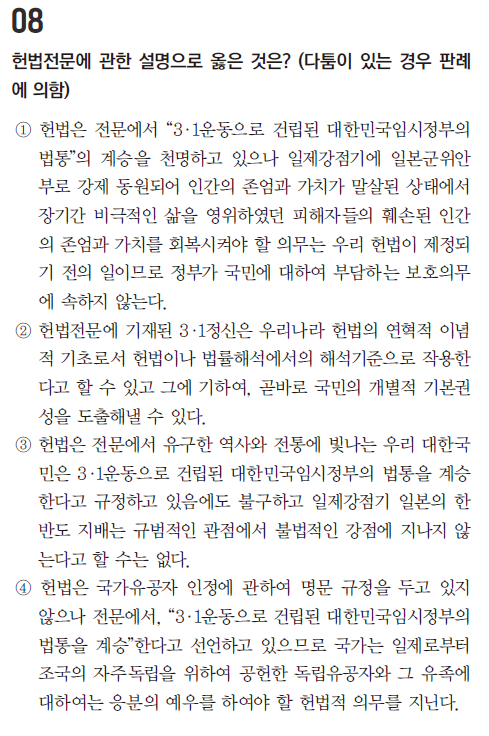 08
헌법전문에 관한 설명으로 옳은 것은? (다툼이 있는 경우 판례
에 의함)
① 헌법은 전문에서 “3·1운동으로 건립된 대한민국임시정부의
법통”의 계승을 천명하고 있으나 일제강점기에 일본군위안
부로 강제 동원되어 인간의 존엄과 가치가 말살된 상태에서
장기간 비극적인 삶을 영위하였던 피해자들의 훼손된 인간
의 존엄과 가치를 회복시켜야 할 의무는 우리 헌법이 제정되
기 전의 일이므로 정부가 국민에 대하여 부담하는 보호의무
에 속하지 않는다.
② 헌법전문에 기재된 3·1정신은 우리나라 헌법의 연혁적 이념
적 기초로서 헌법이나 법률해석에서의 해석기준으로 작용한
다고 할 수 있고 그에 기하여, 곧바로 국민의 개별적 기본권
성을 도출해낼 수 있다.
③ 헌법은 전문에서 유구한 역사와 전통에 빛나는 우리 대한국
민은 3·1운동으로 건립된 대한민국임시정부의 법통을 계승
한다고 규정하고 있음에도 불구하고 일제강점기 일본의 한
반도 지배는 규범적인 관점에서 불법적인 강점에 지나지 않
는다고 할 수는 없다.
④ 헌법은 국가유공자 인정에 관하여 명문 규정을 두고 있지
않으나 전문에서, “3·1운동으로 건립된 대한민국임시정부의
법통을 계승”한다고 선언하고 있으므로 국가는 일제로부터
조국의 자주독립을 위하여 공헌한 독립유공자와 그 유족에
대하여는 응분의 예우를 하여야 할 헌법적 의무를 지닌다.